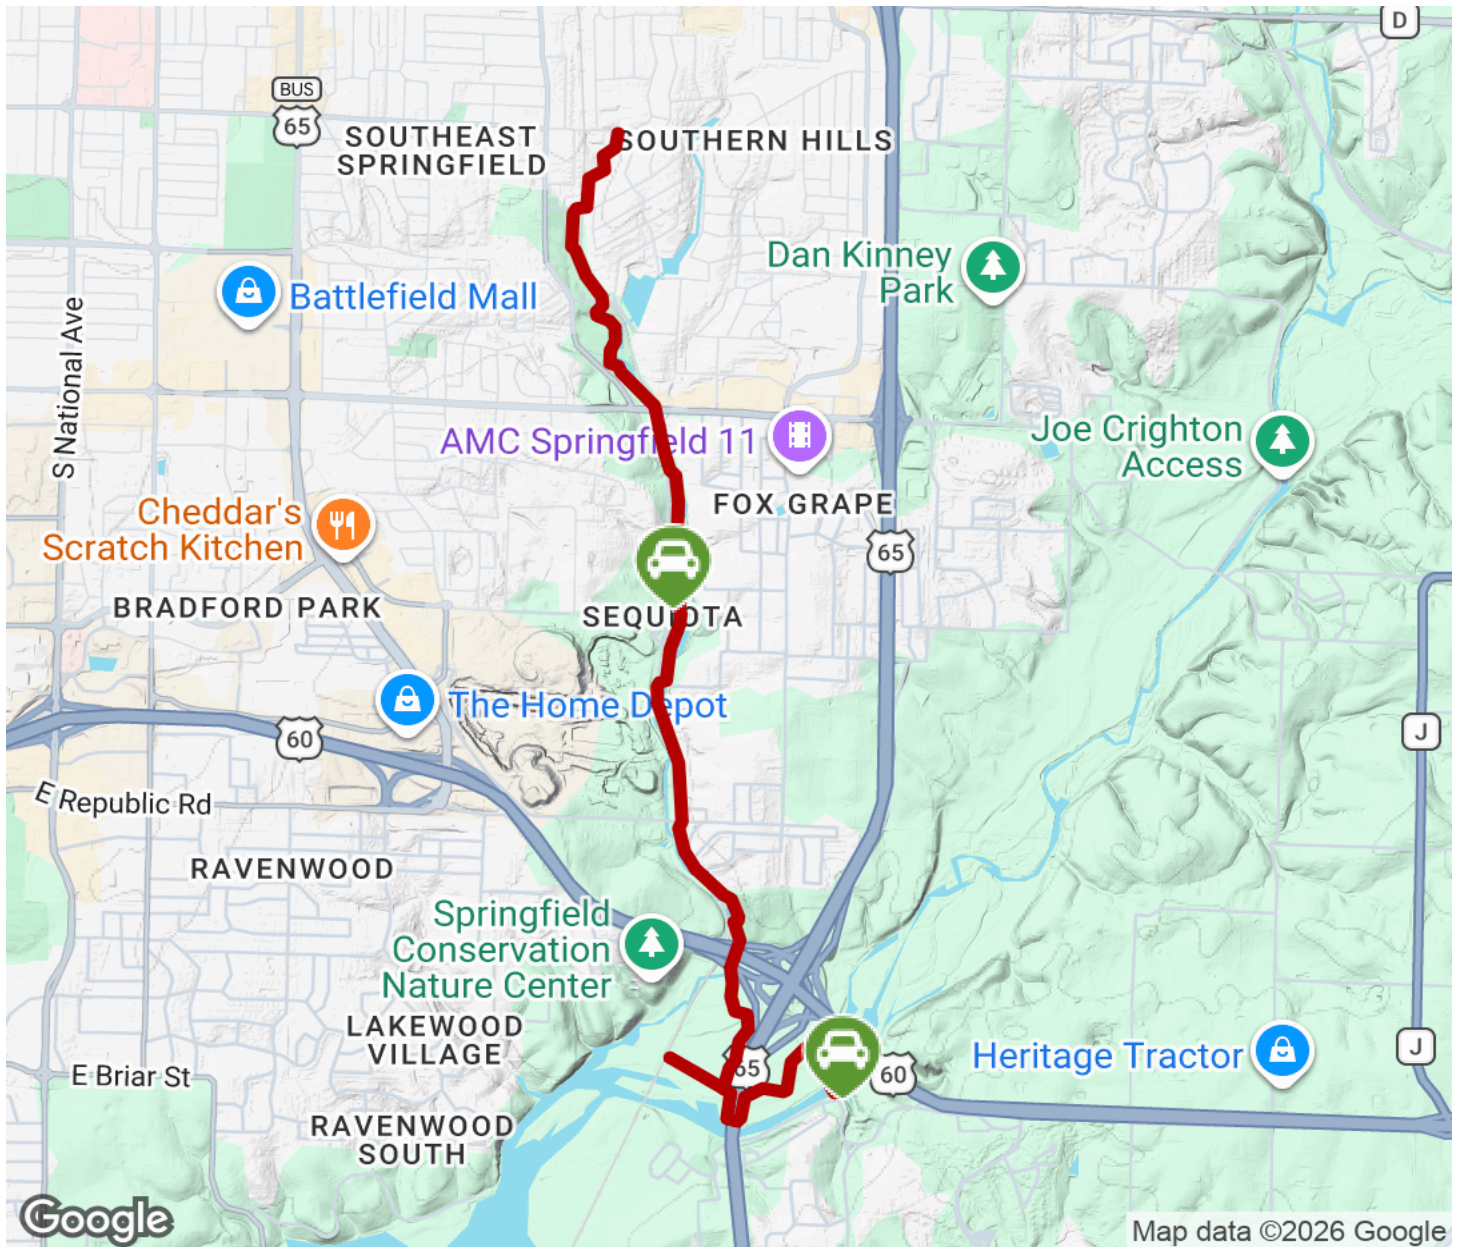 D
BUS
65
SOUTHEAST
SPRINGFIELD
SOUTHERN HILLS
Dan Kinney
Park
Battlefield Mall
S National Ave
Joe Crighton
Access
AMC Springfield 11
FOX GRAPE
Cheddar's
Scratch Kitchen
65
BRADFORD PARK
SEQUIOTA
The Home Depot
60
J
E Republic Rd
RAVENWOOD
Springfield
Conservation
Nature Center
LAKEWOOD
VILLAGE
65
60
Heritage Tractor
J
E Briar St
RAVENWOOD
SOUTH
Google
Map data ©2026 Google